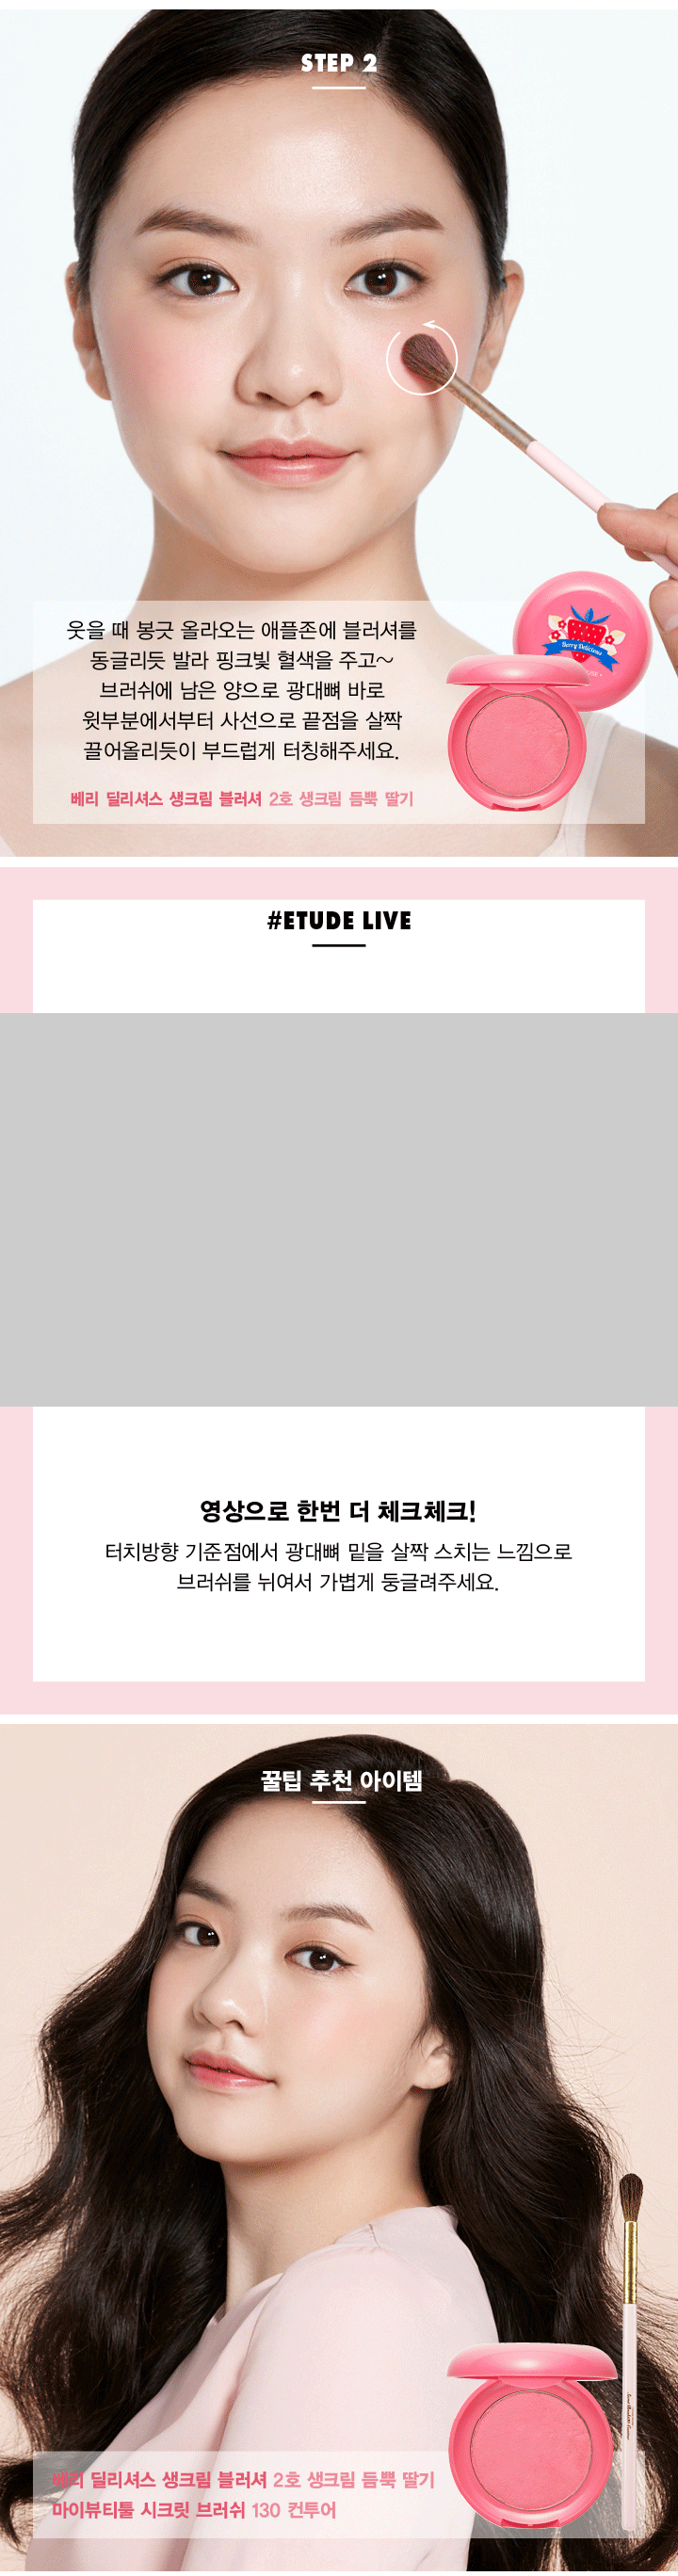 STEP 2
웃을 때 봉긋 올라오는 애플존에 블러셔를
동글리듯 발라 핑크빛 혈색을 주고~
브러쉬에 남은 양으로 광대뼈 바로
윗부분에서부터 사선으로 끝점을 살짝
끌어올리듯이 부드럽게 터칭해주세요.
Berry Delicious
베리 딜리셔스 생크림 블러셔 2호 생크림 듬뿍 딸기
#ETUDE LIVE
영상으로 한번 더 체크체크!
터치방향 기준점에서 광대뼈 밑을 살짝 스치는 느낌으로
브러쉬를 뉘여서 가볍게 둥글려주세요.
꿀팁 추천 아이템
베리 딜리셔스 생크림 블러셔 2호 생크림 듬뿍 딸기
마이뷰티툴 시크릿 브러쉬 130 컨투어